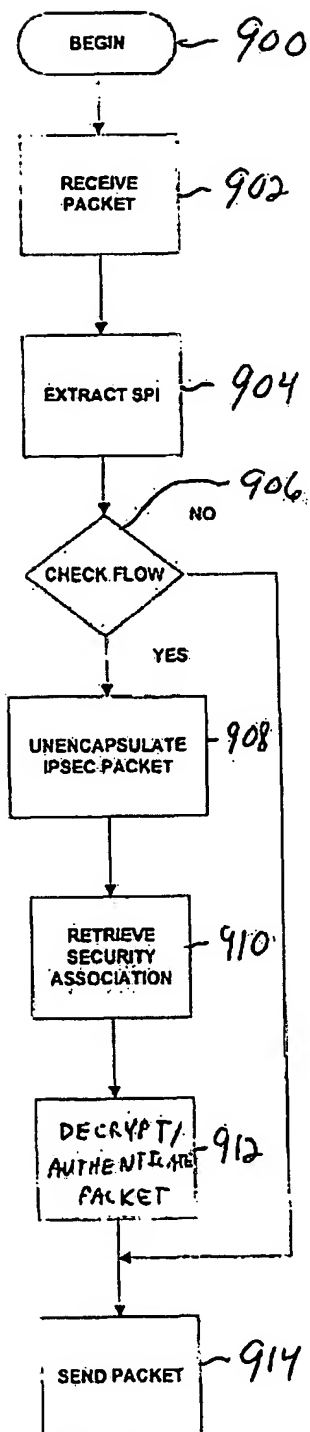 BEGIN 900
RECEIVE 902
PACKET
EXTRACT SPI 904
906
NO
CHECK FLOW
YES
UNENCAPSULATE 908
IPSEC PACKET
RETRIEVE
SECURITY 910
ASSOCIATION
DECRYPT/
AUTHENTICATE 912
PACKET
SEND PACKET 914